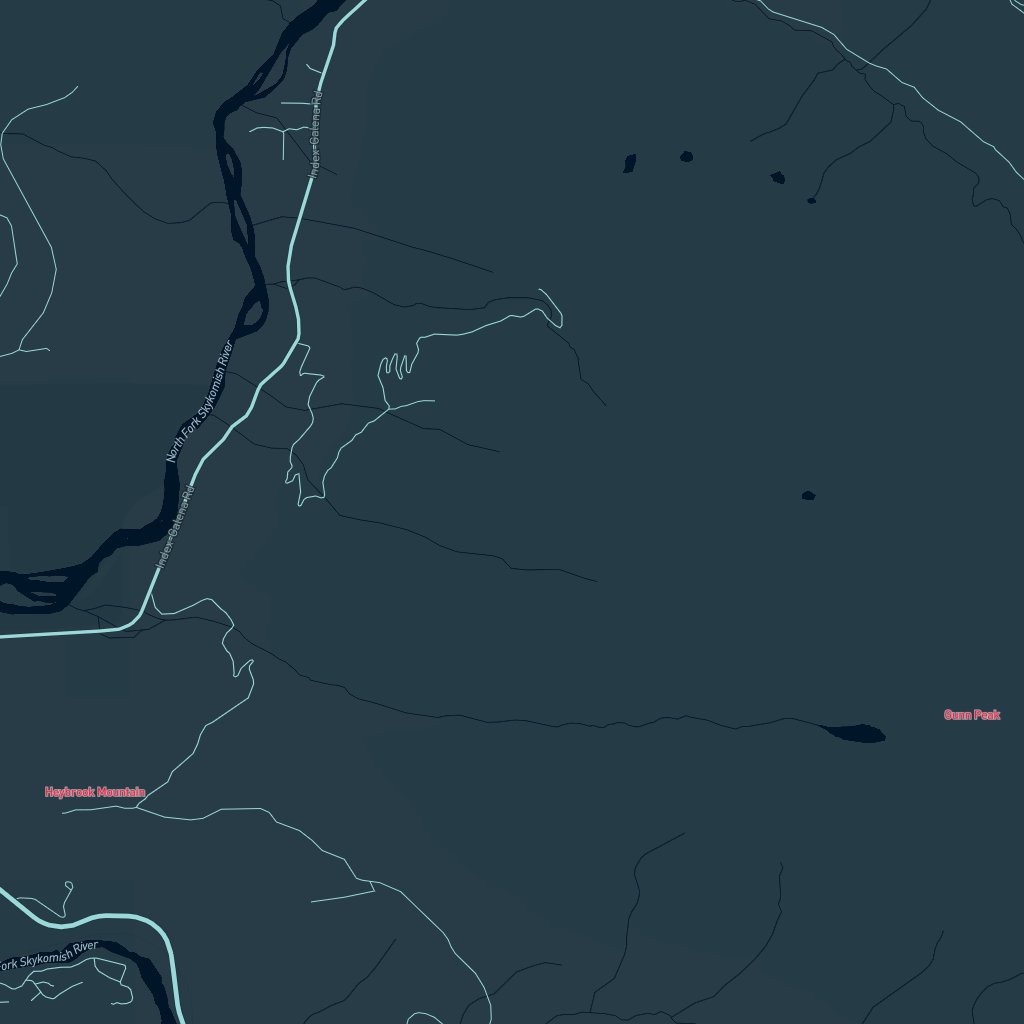 Index-Galena Rd
North Fork Skykomish River
Index-Galena Rd
Gunn Peak
Heybrook Mountain
Fork Skykomish River